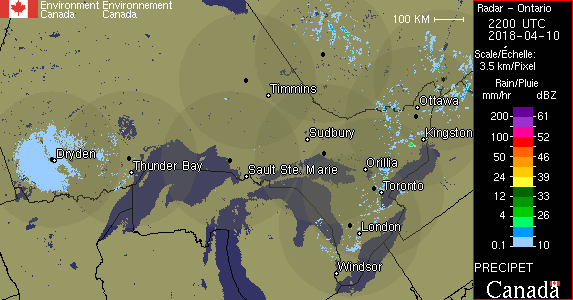 Environment Environnement
Canada Canada
100 KM
Timmins
Ottawa
Sudbury
Kingston
Dryden
Thunder Bay
Sault Ste. Marie
Orillia
Toronto
London
Windsor
Radar - Ontario
2200 UTC
2018-04-10
Scale/Échelle:
3.5 km/Pixel
Rain/Pluie
mm/hr dBZ
200 61
100 52
50 46
24 39
12 33
4 26
0.1 10
PRECIPET
Canada